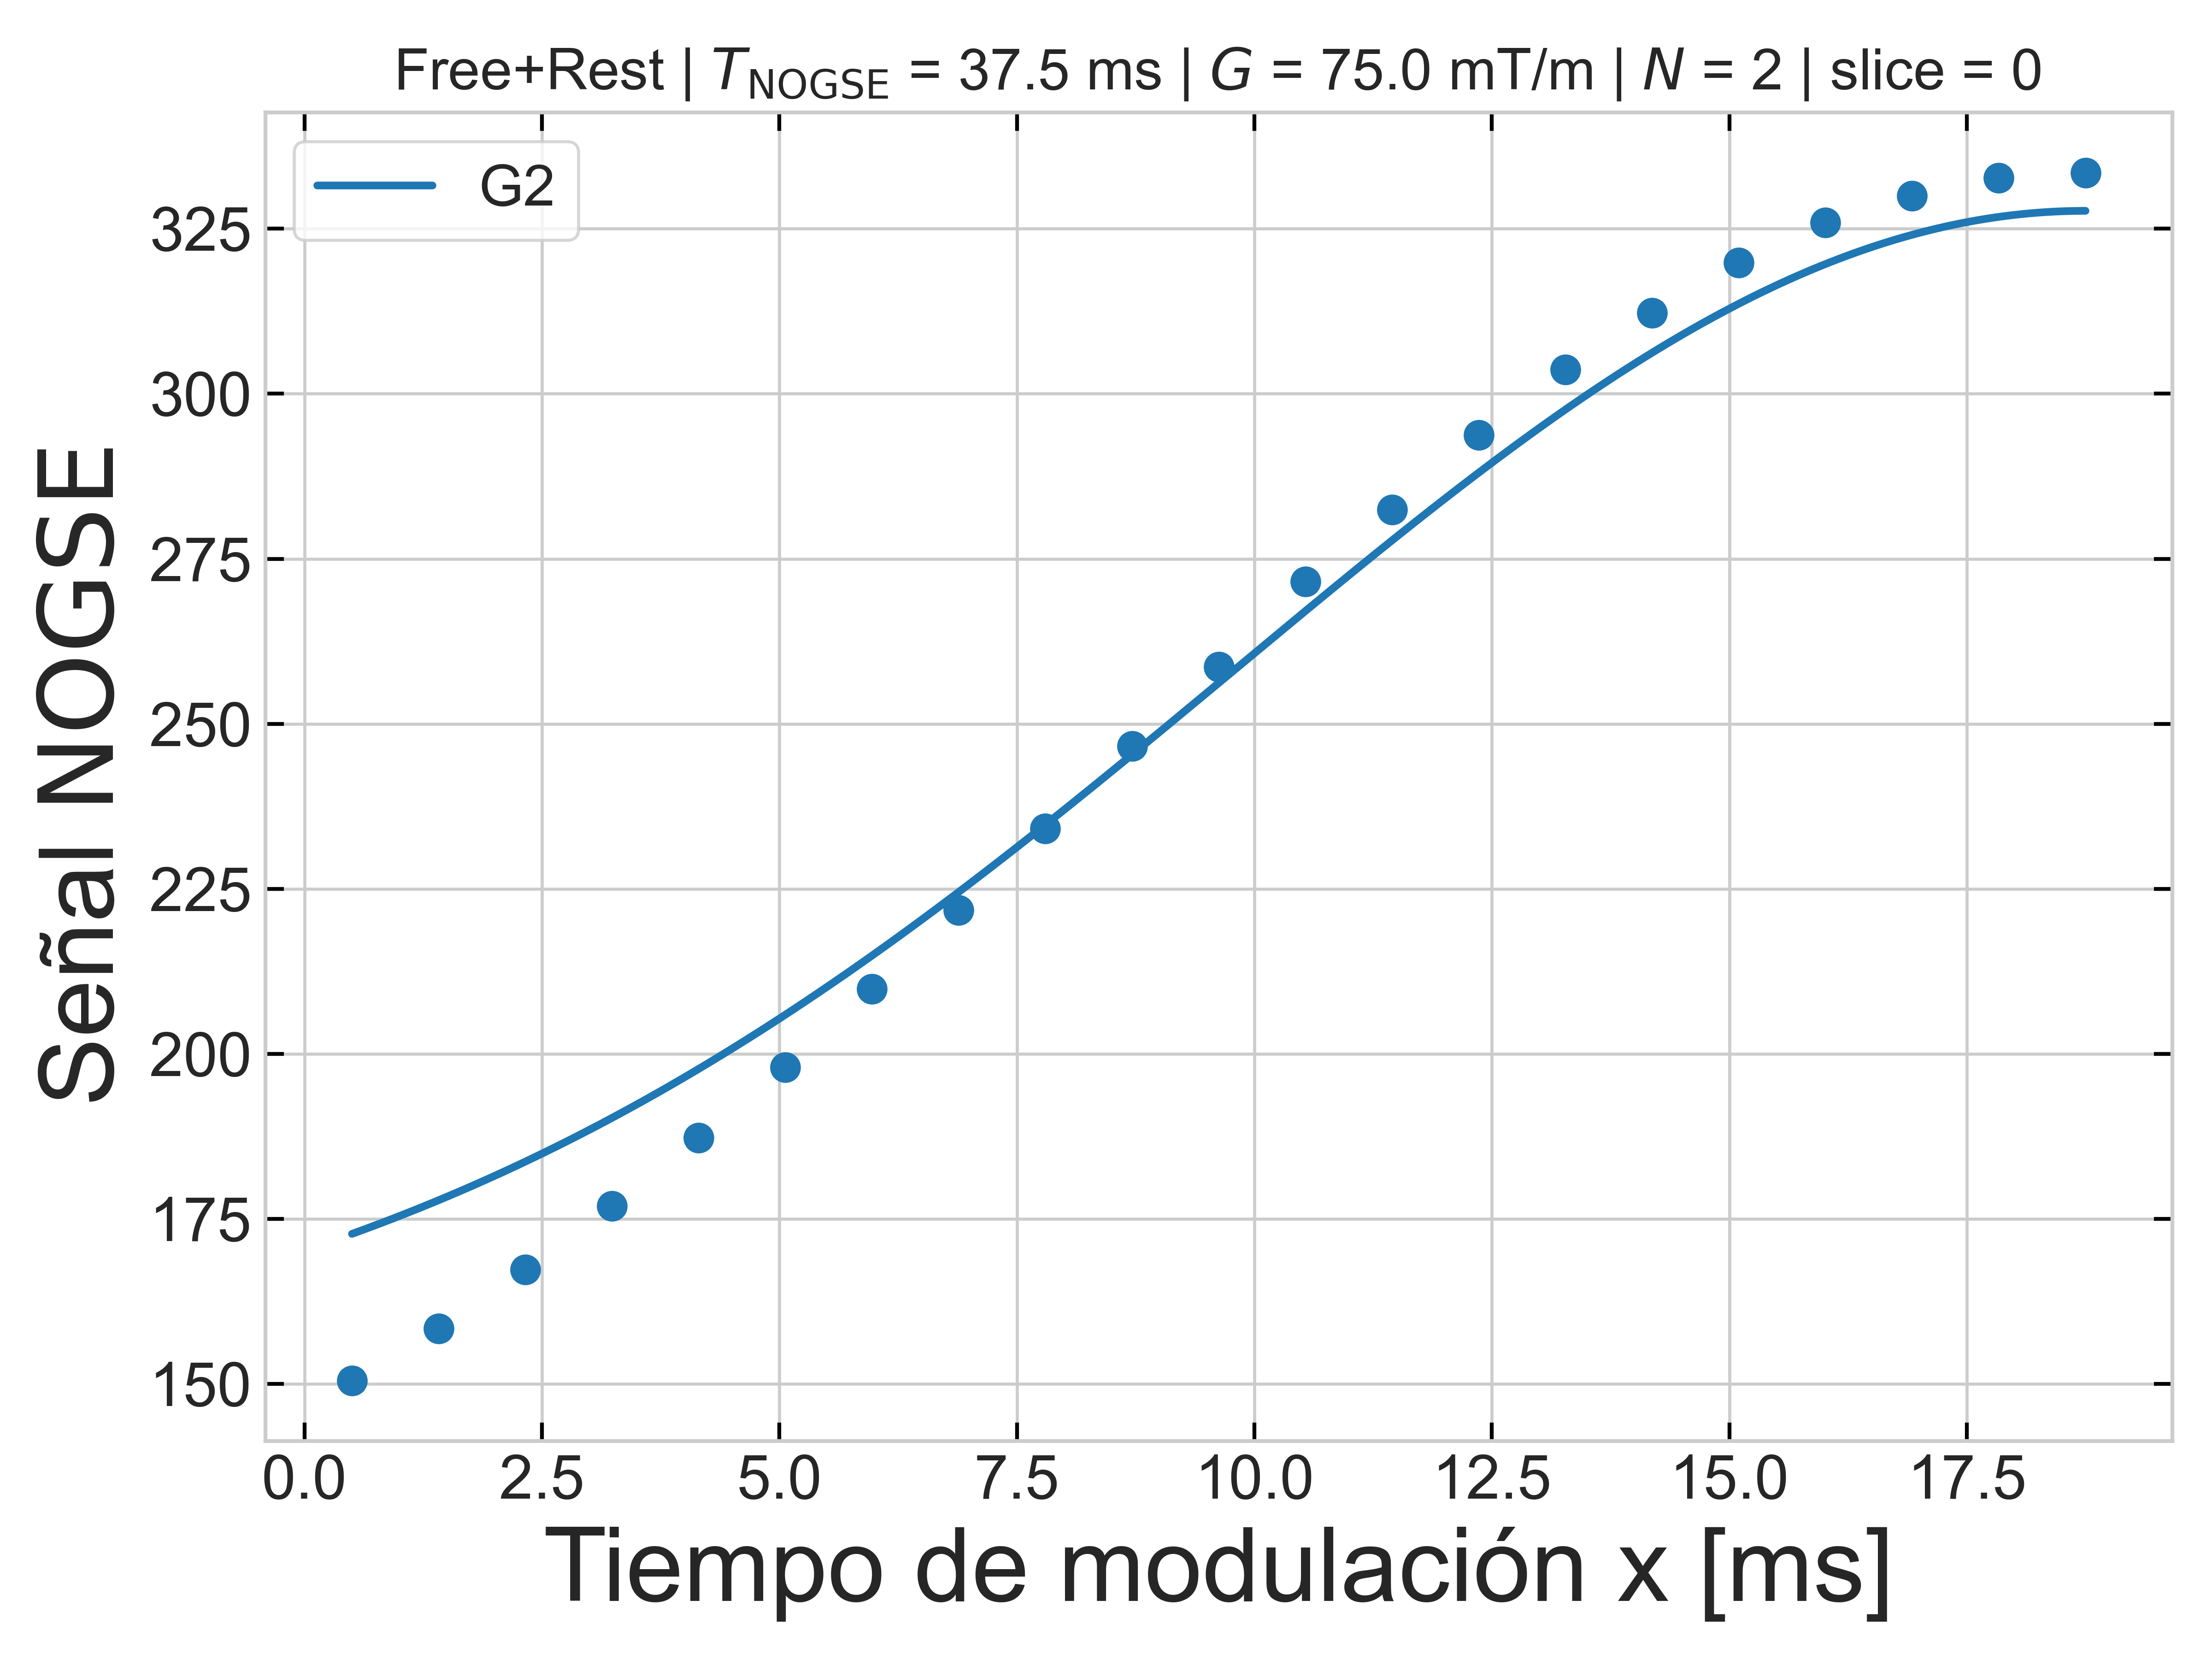 Free+Rest | T_NOGSE = 37.5 ms | G = 75.0 mT/m | N = 2 | slice = 0
G2
Señal NOGSE
325
300
275
250
225
200
175
150
0.0 2.5 5.0 7.5 10.0 12.5 15.0 17.5
Tiempo de modulación x [ms]